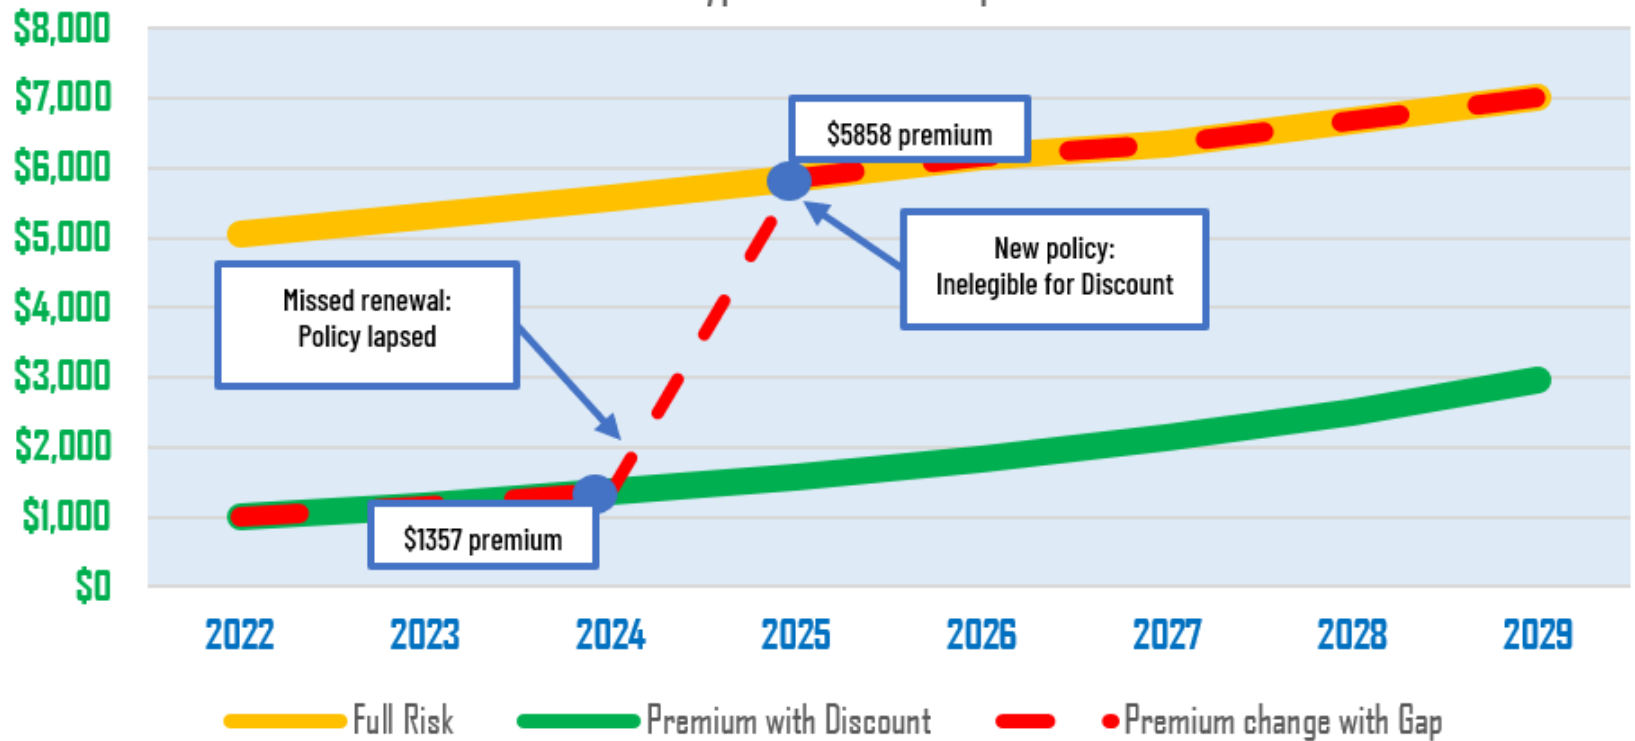 $8,000
$7,000
$6,000
$5,000
$4,000
$3,000
$2,000
$1,000
$0
$5858 premium
New policy:
Inelegible for Discount
Missed renewal:
Policy lapsed
$1357 premium
2022 2023 2024 2025 2026 2027 2028 2029
Full Risk Premium with Discount Premium change with Gap